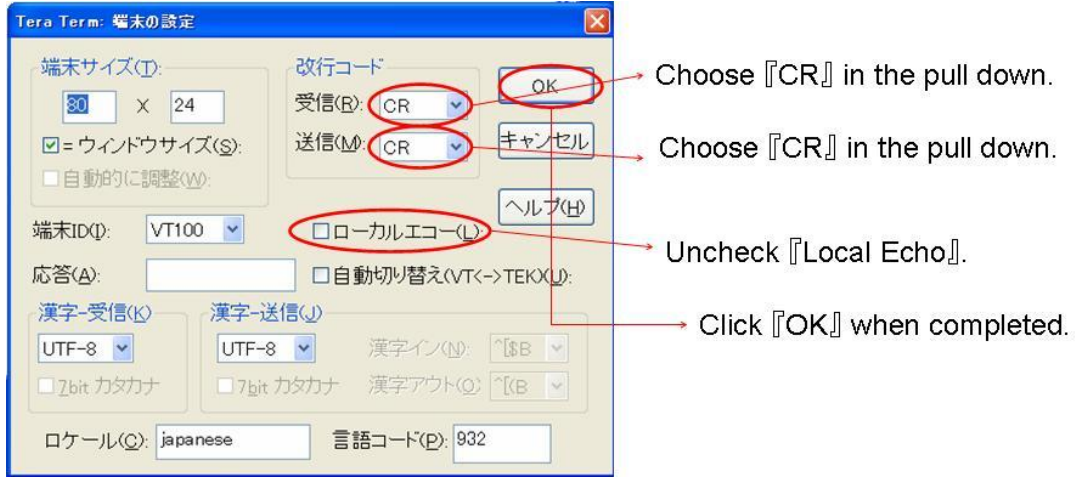 Tera Term: 端末の設定
端末サイズ(T):
80 X 24
☑=ウィンドウサイズ(S):
□自動的に調整(W):
改行コード
受信(R): CR
送信(M): CR
OK
キャンセル
ヘルプ(H)
端末ID(I): VT100
□ローカルエコー(L):
応答(A):
□自動切り替え(VT<->TEK)(U):
漢字-受信(K)
UTF-8
□7bit カタカナ
漢字-送信(J)
UTF-8
□7bit カタカナ
漢字イン(N): ^[$B
漢字アウト(O): ^[(B
ロケール(C): japanese
言語コード(P): 932
Choose『CR』in the pull down.
Choose『CR』in the pull down.
Uncheck『Local Echo』.
Click『OK』when completed.